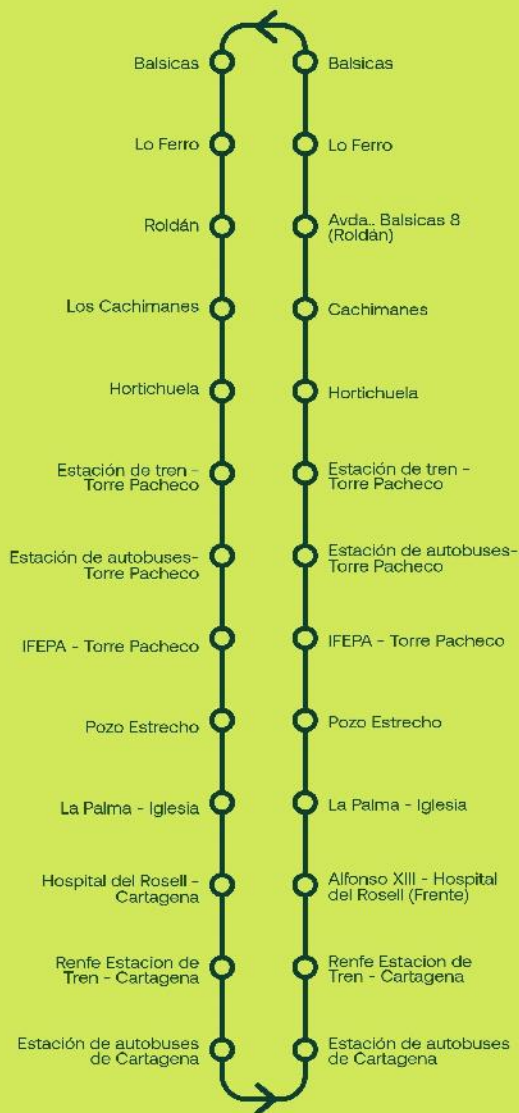 Balsicas
Lo Ferro
Roldán
Los Cachimanes
Hortichuela
Estación de tren -
Torre Pacheco
Estación de autobuses-
Torre Pacheco
IFEPA - Torre Pacheco
Pozo Estrecho
La Palma - Iglesia
Hospital del Rosell -
Cartagena
Renfe Estacion de
Tren - Cartagena
Estación de autobuses
de Cartagena
Balsicas
Lo Ferro
Avda.. Balsicas 8
(Roldán)
Cachimanes
Hortichuela
Estación de tren -
Torre Pacheco
Estación de autobuses-
Torre Pacheco
IFEPA - Torre Pacheco
Pozo Estrecho
La Palma - Iglesia
Alfonso XIII - Hospital
del Rosell (Frente)
Renfe Estacion de
Tren - Cartagena
Estación de autobuses
de Cartagena